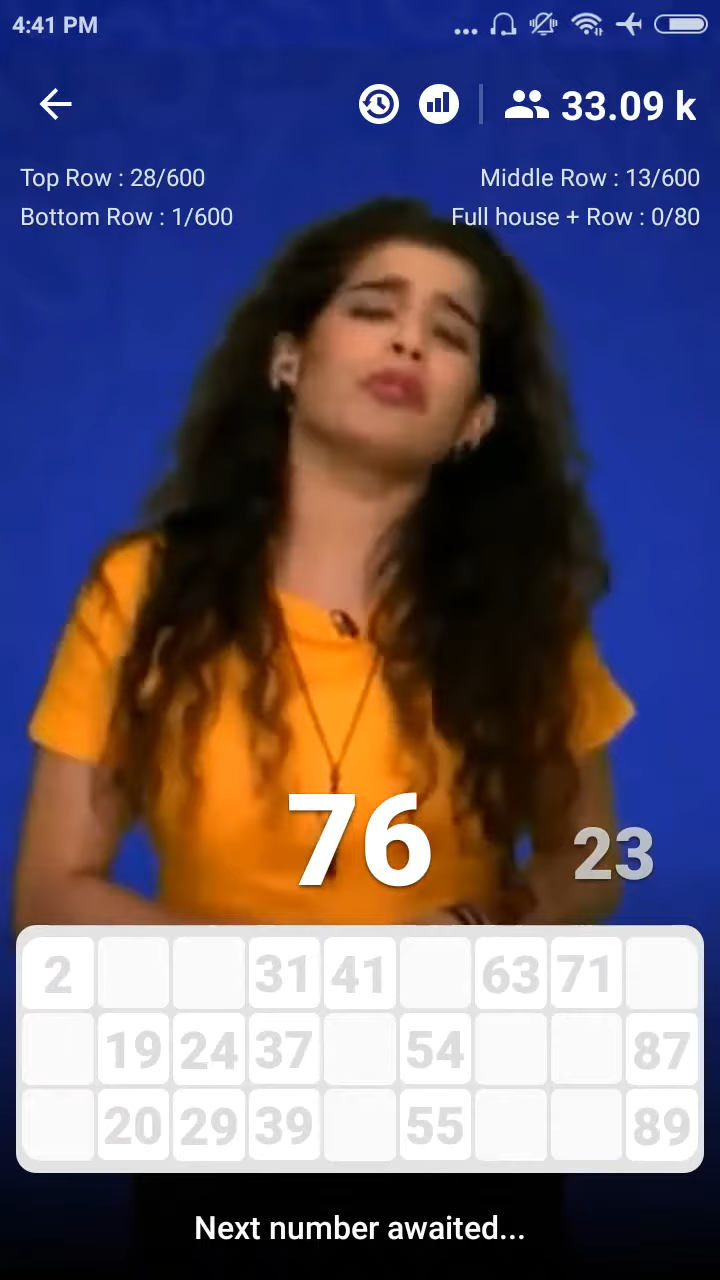 4:41 PM
33.09 k
Top Row : 28/600
Middle Row : 13/600
Bottom Row : 1/600
Full house + Row : 0/80
76 23
2 31 41 63 71
19 24 37 54 87
20 29 39 55 89
Next number awaited...